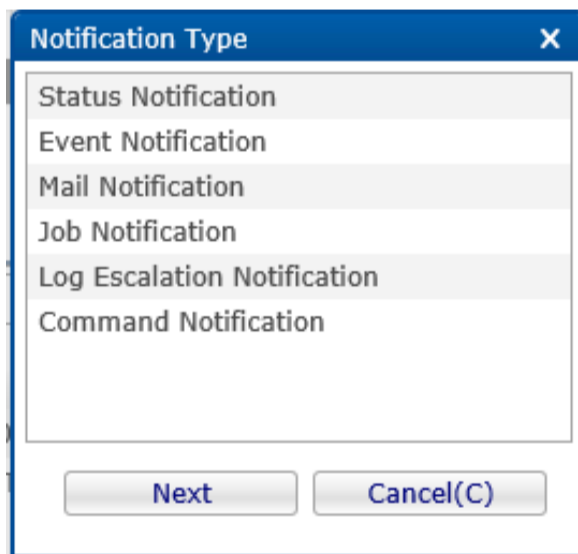 Notification Type
Status Notification
Event Notification
Mail Notification
Job Notification
Log Escalation Notification
Command Notification
Next Cancel(C)